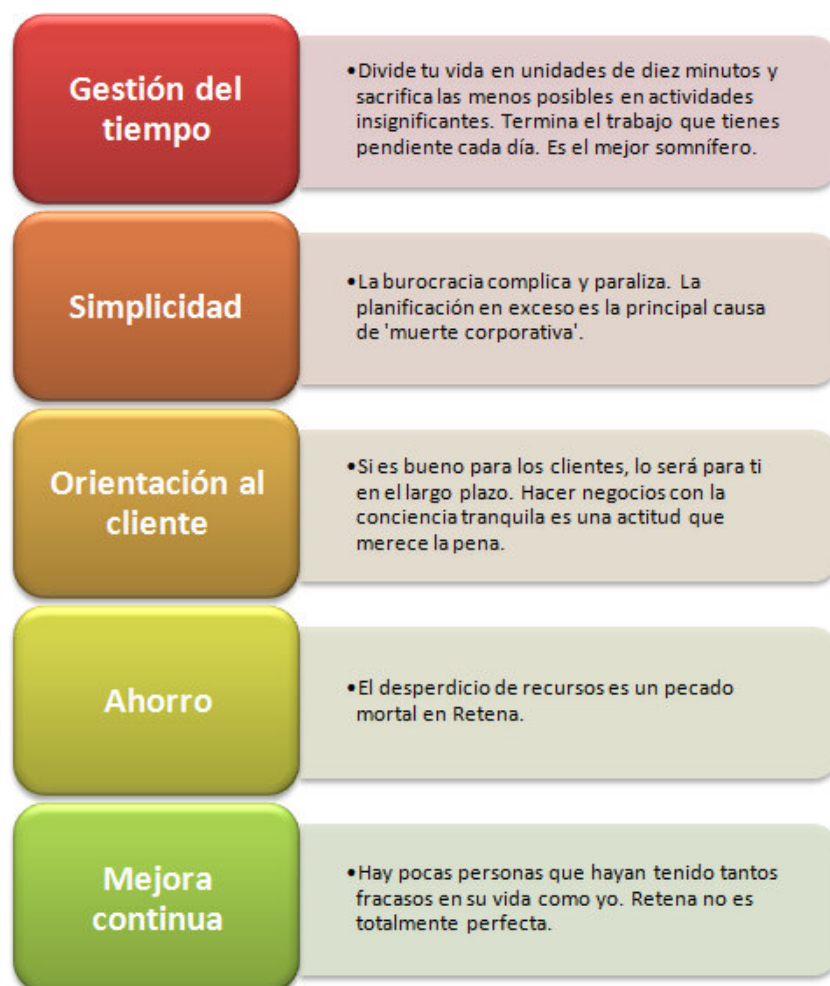 Gestión del
tiempo
•Divide tu vida en unidades de diez minutos y
sacrifica las menos posibles en actividades
insignificantes. Termina el trabajo que tienes
pendiente cada día. Es el mejor somnífero.
Simplicidad
•La burocracia complica y paraliza. La
planificación en exceso es la principal causa
de 'muerte corporativa'.
Orientación al
cliente
•Si es bueno para los clientes, lo será para ti
en el largo plazo. Hacer negocios con la
conciencia tranquila es una actitud que
merece la pena.
Ahorro
•El desperdicio de recursos es un pecado
mortal en Retena.
Mejora
continua
•Hay pocas personas que hayan tenido tantos
fracasos en su vida como yo. Retena no es
totalmente perfecta.